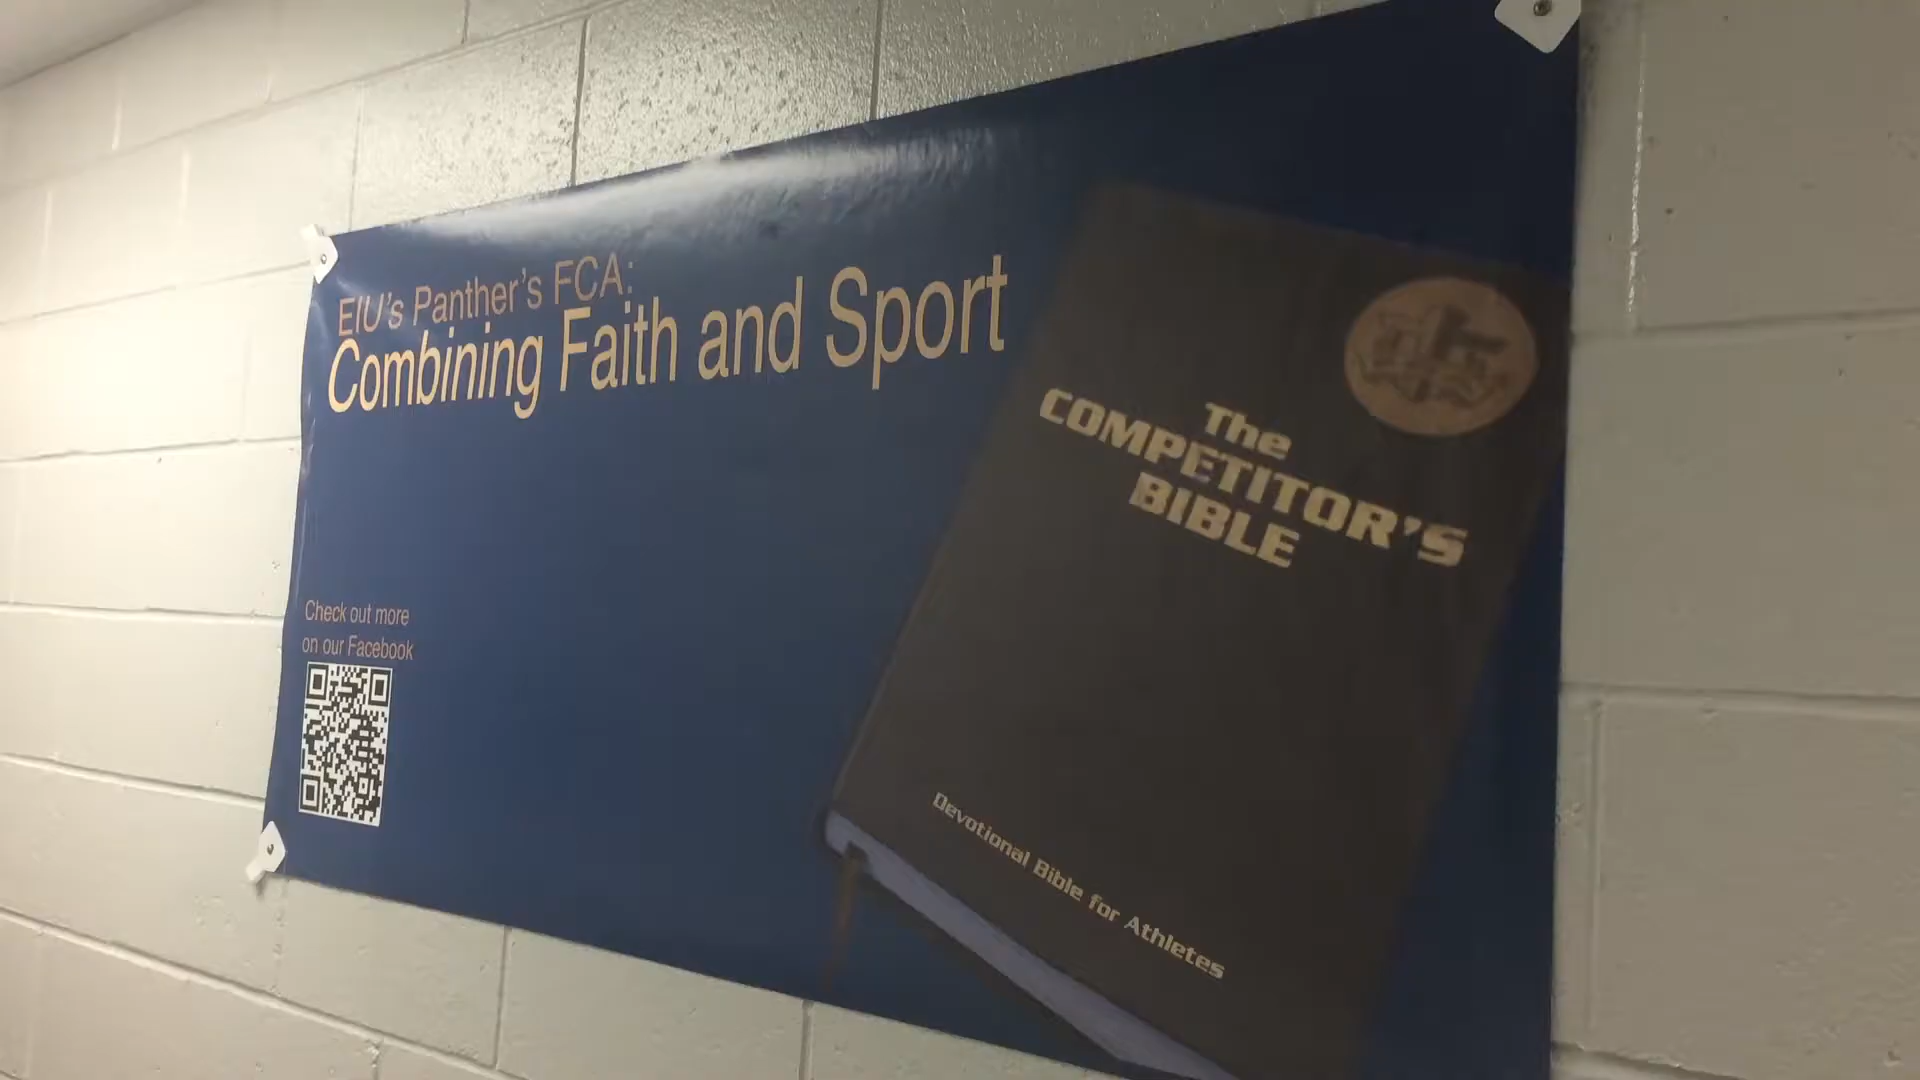 EIU's Panther's FCA:
Combining Faith and Sport
The
COMPETITOR'S
BIBLE
Check out more
on our Facebook
Devotional Bible for Athletes